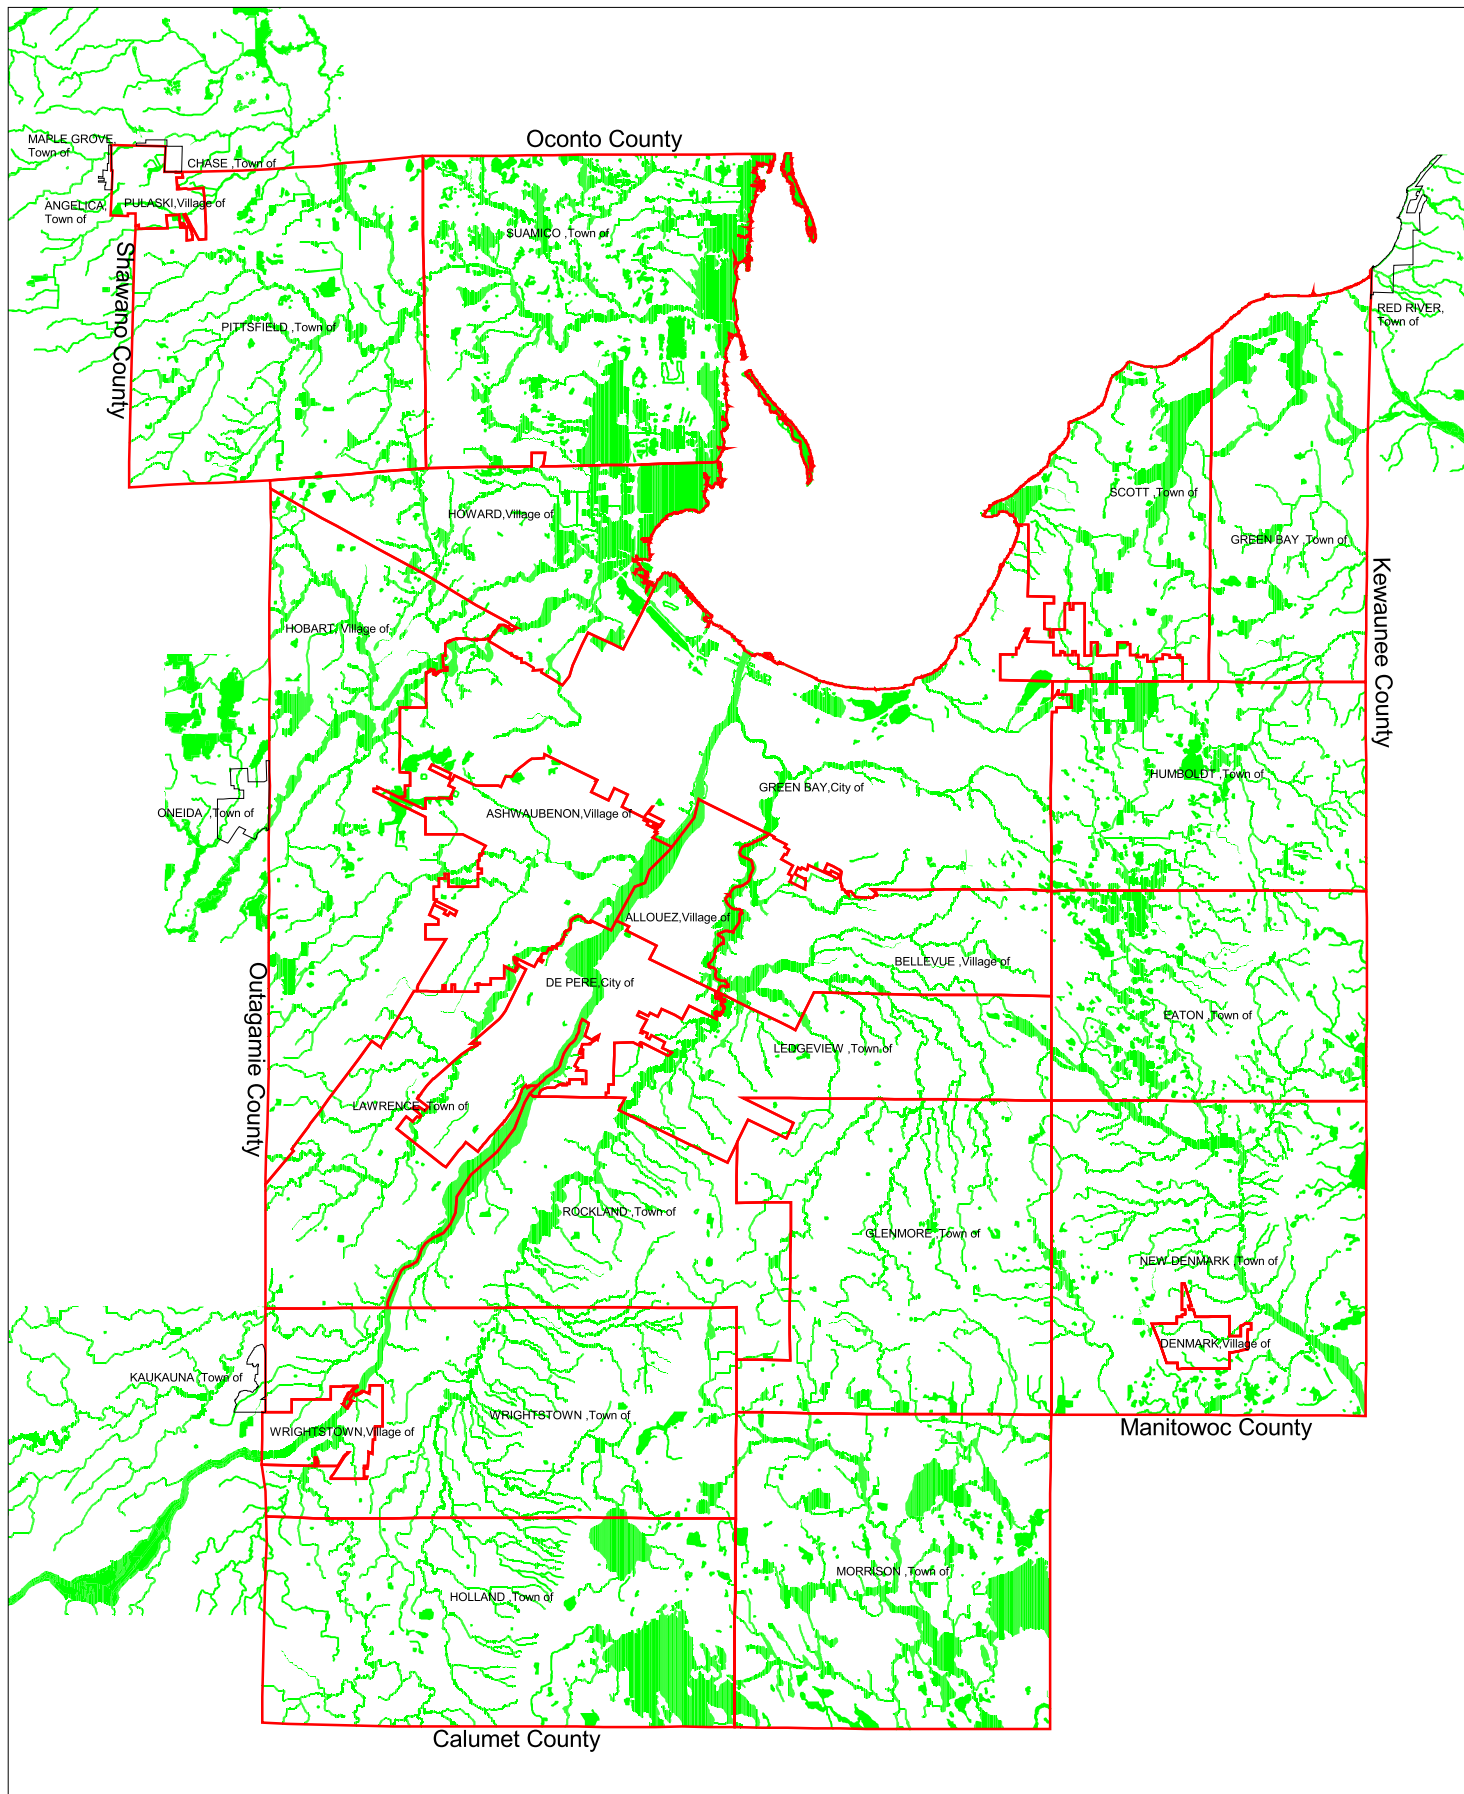 Oconto County
MAPLE GROVE,
Town of
CHASE ,Town of
ANGELICA,
Town of
PULASKI,Village of
SUAMICO ,Town of
Shawano County
PITTSFIELD ,Town of
RED RIVER,
Town of
SCOTT ,Town of
HOWARD,Village of
GREEN BAY ,Town of
Kewaunee County
HOBART, Village of
HUMBOLDT ,Town of
GREEN BAY,City of
ONEIDA ,Town of
ASHWAUBENON,Village of
ALLOUEZ,Village of
BELLEVUE ,Village of
DE PERE,City of
EATON ,Town of
Outagamie County
LEDGEVIEW ,Town of
LAWRENCE ,Town of
ROCKLAND ,Town of
GLENMORE ,Town of
NEW DENMARK ,Town of
DENMARK,Village of
KAUKAUNA ,Town of
WRIGHTSTOWN ,Town of
WRIGHTSTOWN,Village of
Manitowoc County
MORRISON ,Town of
HOLLAND ,Town of
Calumet County